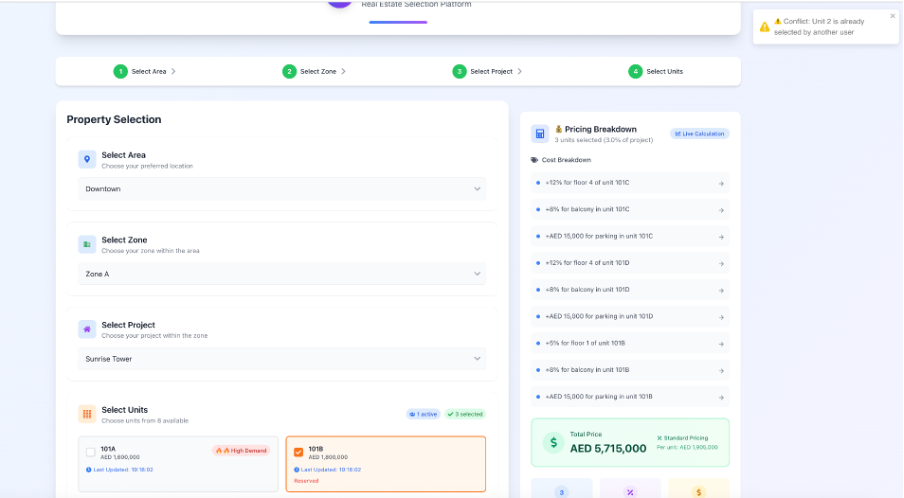 Real Estate Selection Platform
⚠ Conflict: Unit 2 is already
selected by another user
1 Select Area
2 Select Zone
3 Select Project
4 Select Units
Property Selection
Select Area
Choose your preferred location
Downtown
Select Zone
Choose your zone within the area
Zone A
Select Project
Choose your project within the zone
Sunrise Tower
Select Units
Choose units from 8 available
1 active
3 selected
101A
AED 1,600,000
🔥🔥 High Demand
Last Updated: 19:18:02
101B
AED 1,800,000
Last Updated: 19:18:02
Reserved
💰 Pricing Breakdown
3 units selected (3.0% of project)
Live Calculation
Cost Breakdown
+12% for floor 4 of unit 101C
+8% for balcony in unit 101C
+AED 15,000 for parking in unit 101C
+12% for floor 4 of unit 101D
+8% for balcony in unit 101D
+AED 15,000 for parking in unit 101D
+5% for floor 1 of unit 101B
+8% for balcony in unit 101B
+AED 15,000 for parking in unit 101B
Total Price
AED 5,715,000
Standard Pricing
Per unit: AED 1,905,000
3
%
$